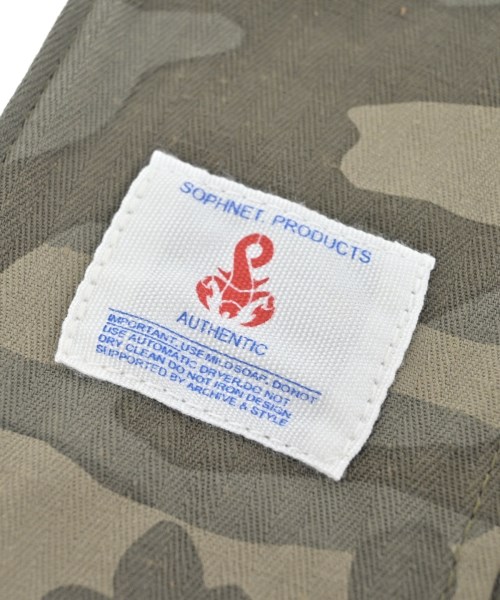 SOPHNET. PRODUCTS
AUTHENTIC
IMPORTANT. USE MILD SOAP. DO NOT
USE AUTOMATIC. DRYER. DO NOT
DRY CLEAN DO NOT IRON DESIGN
SUPPORTED BY ARCHIVE & STYLE